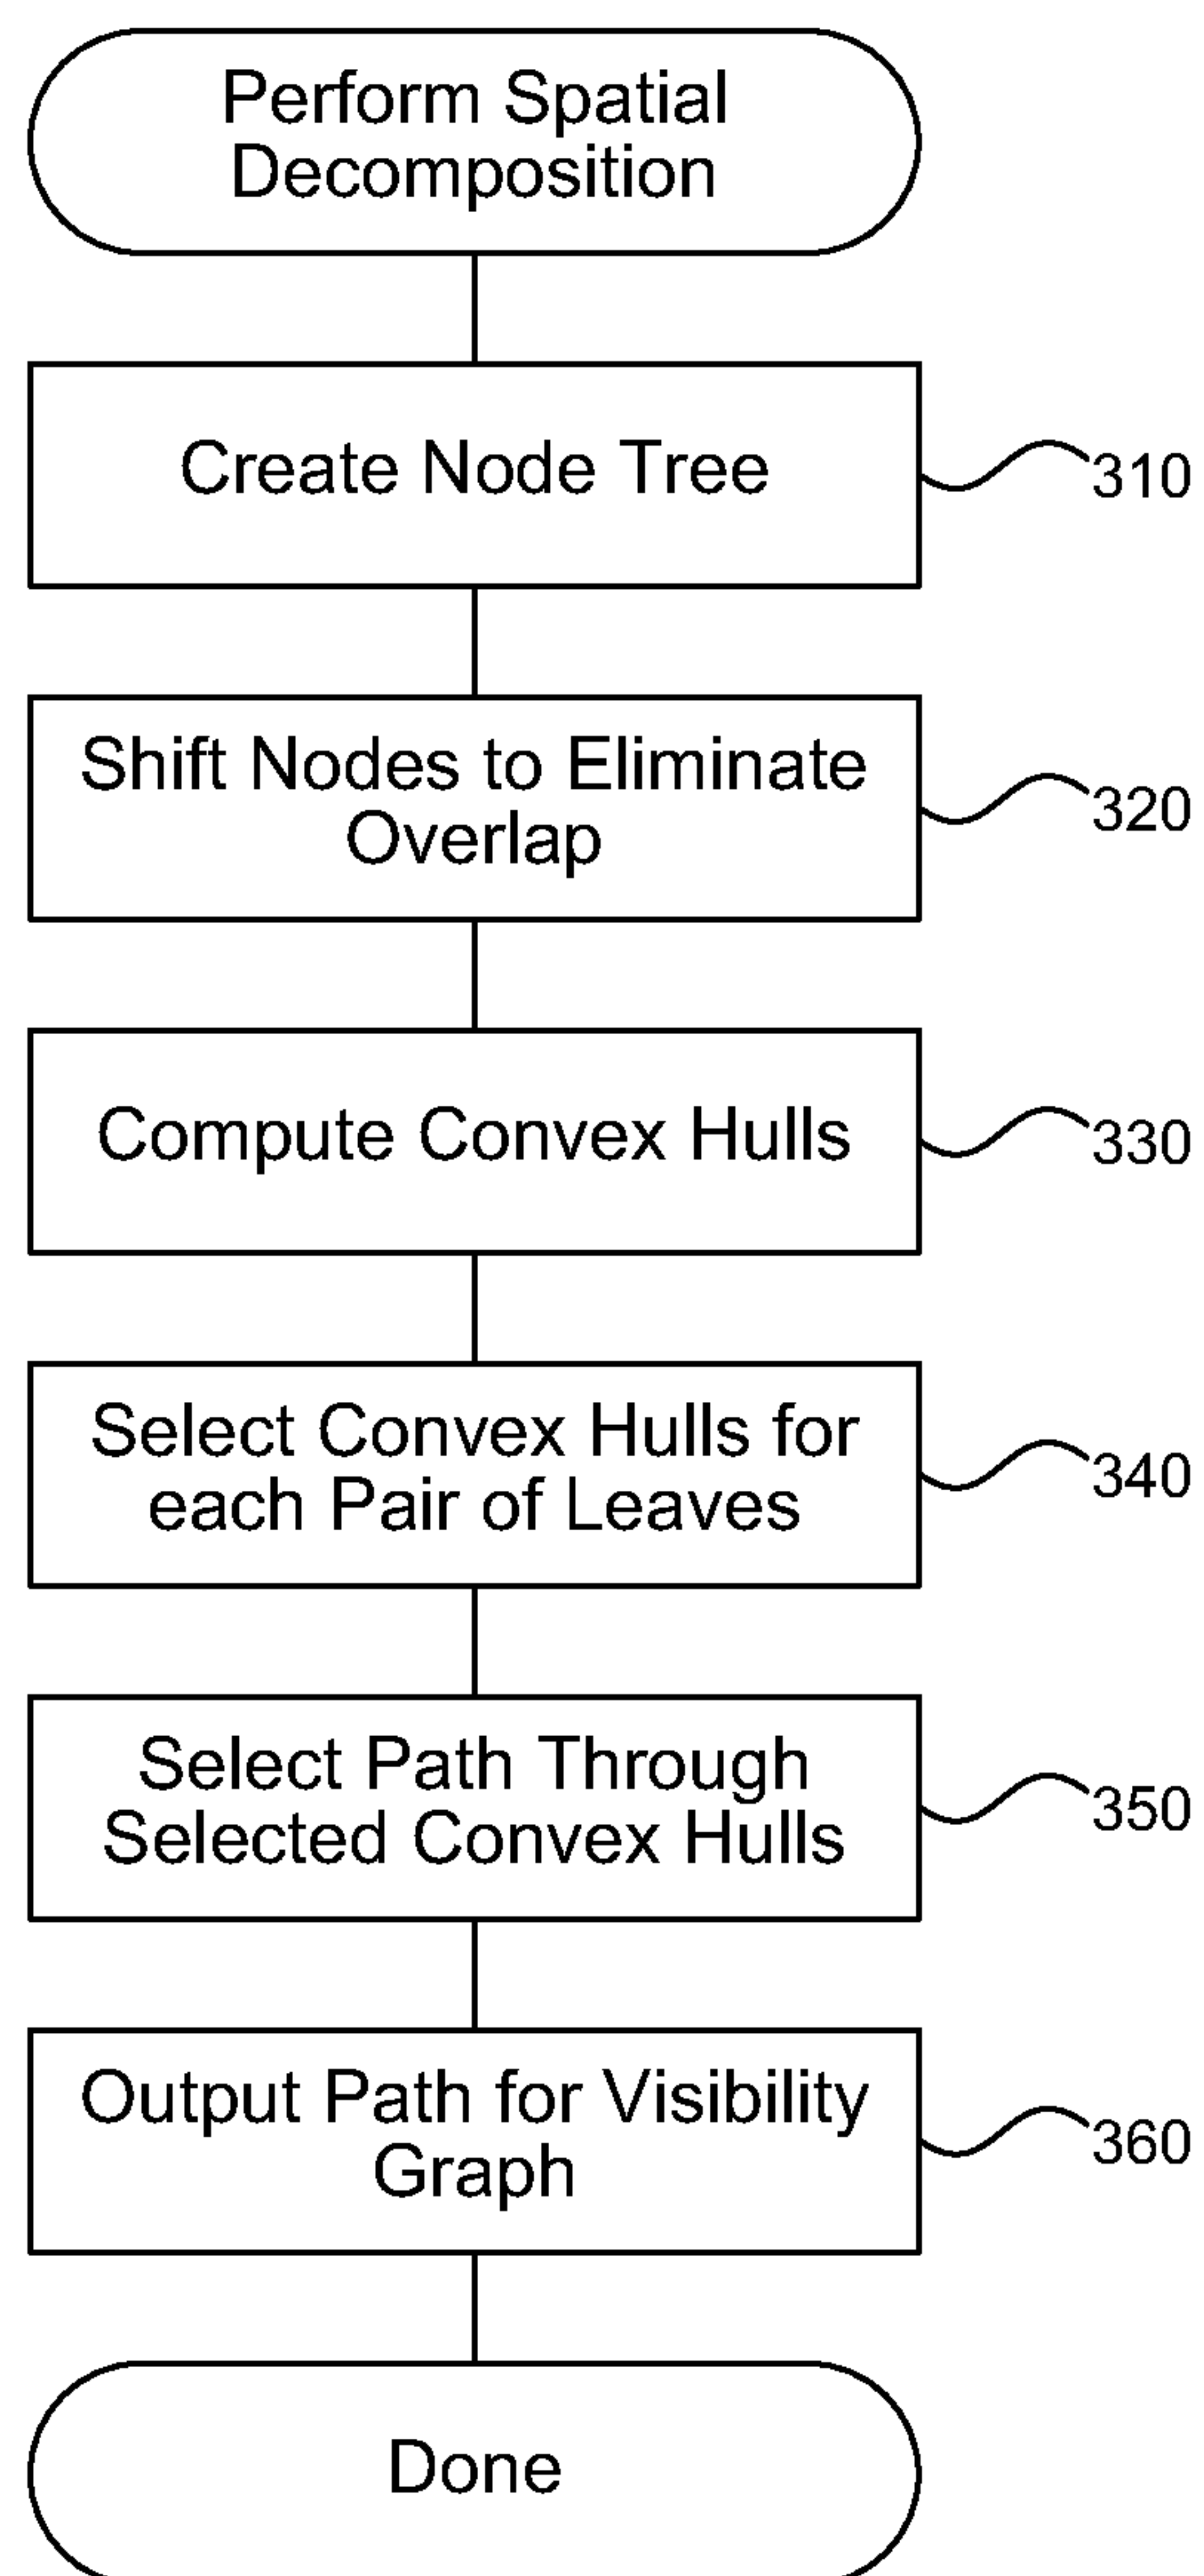 Perform Spatial
Decomposition
Create Node Tree
310
Shift Nodes to Eliminate
Overlap
320
Compute Convex Hulls
330
Select Convex Hulls for
each Pair of Leaves
340
Select Path Through
Selected Convex Hulls
350
Output Path for Visibility
Graph
360
Done